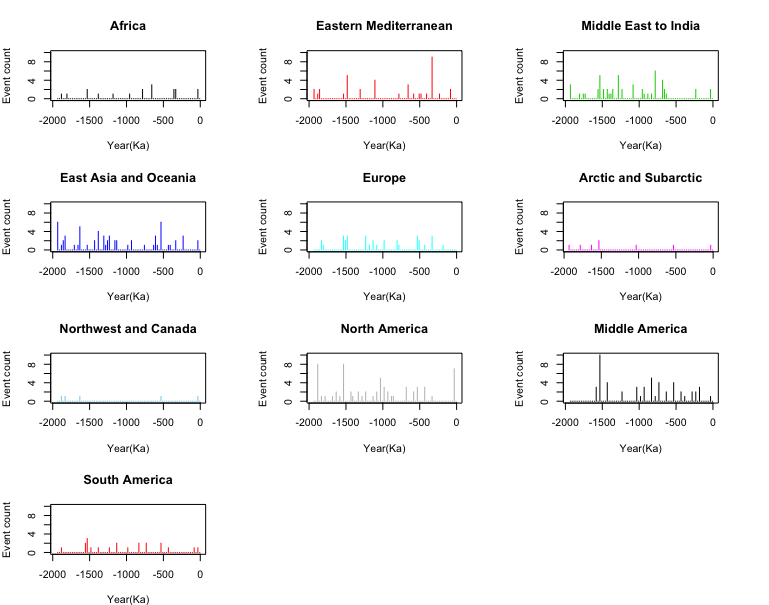 Africa
Event count
0 4 8
-2000 -1500 -1000 -500 0
Year(Ka)
Eastern Mediterranean
Event count
0 4 8
-2000 -1500 -1000 -500 0
Year(Ka)
Middle East to India
Event count
0 4 8
-2000 -1500 -1000 -500 0
Year(Ka)
East Asia and Oceania
Event count
0 4 8
-2000 -1500 -1000 -500 0
Year(Ka)
Europe
Event count
0 4 8
-2000 -1500 -1000 -500 0
Year(Ka)
Arctic and Subarctic
Event count
0 4 8
-2000 -1500 -1000 -500 0
Year(Ka)
Northwest and Canada
Event count
0 4 8
-2000 -1500 -1000 -500 0
Year(Ka)
North America
Event count
0 4 8
-2000 -1500 -1000 -500 0
Year(Ka)
Middle America
Event count
0 4 8
-2000 -1500 -1000 -500 0
Year(Ka)
South America
Event count
0 4 8
-2000 -1500 -1000 -500 0
Year(Ka)